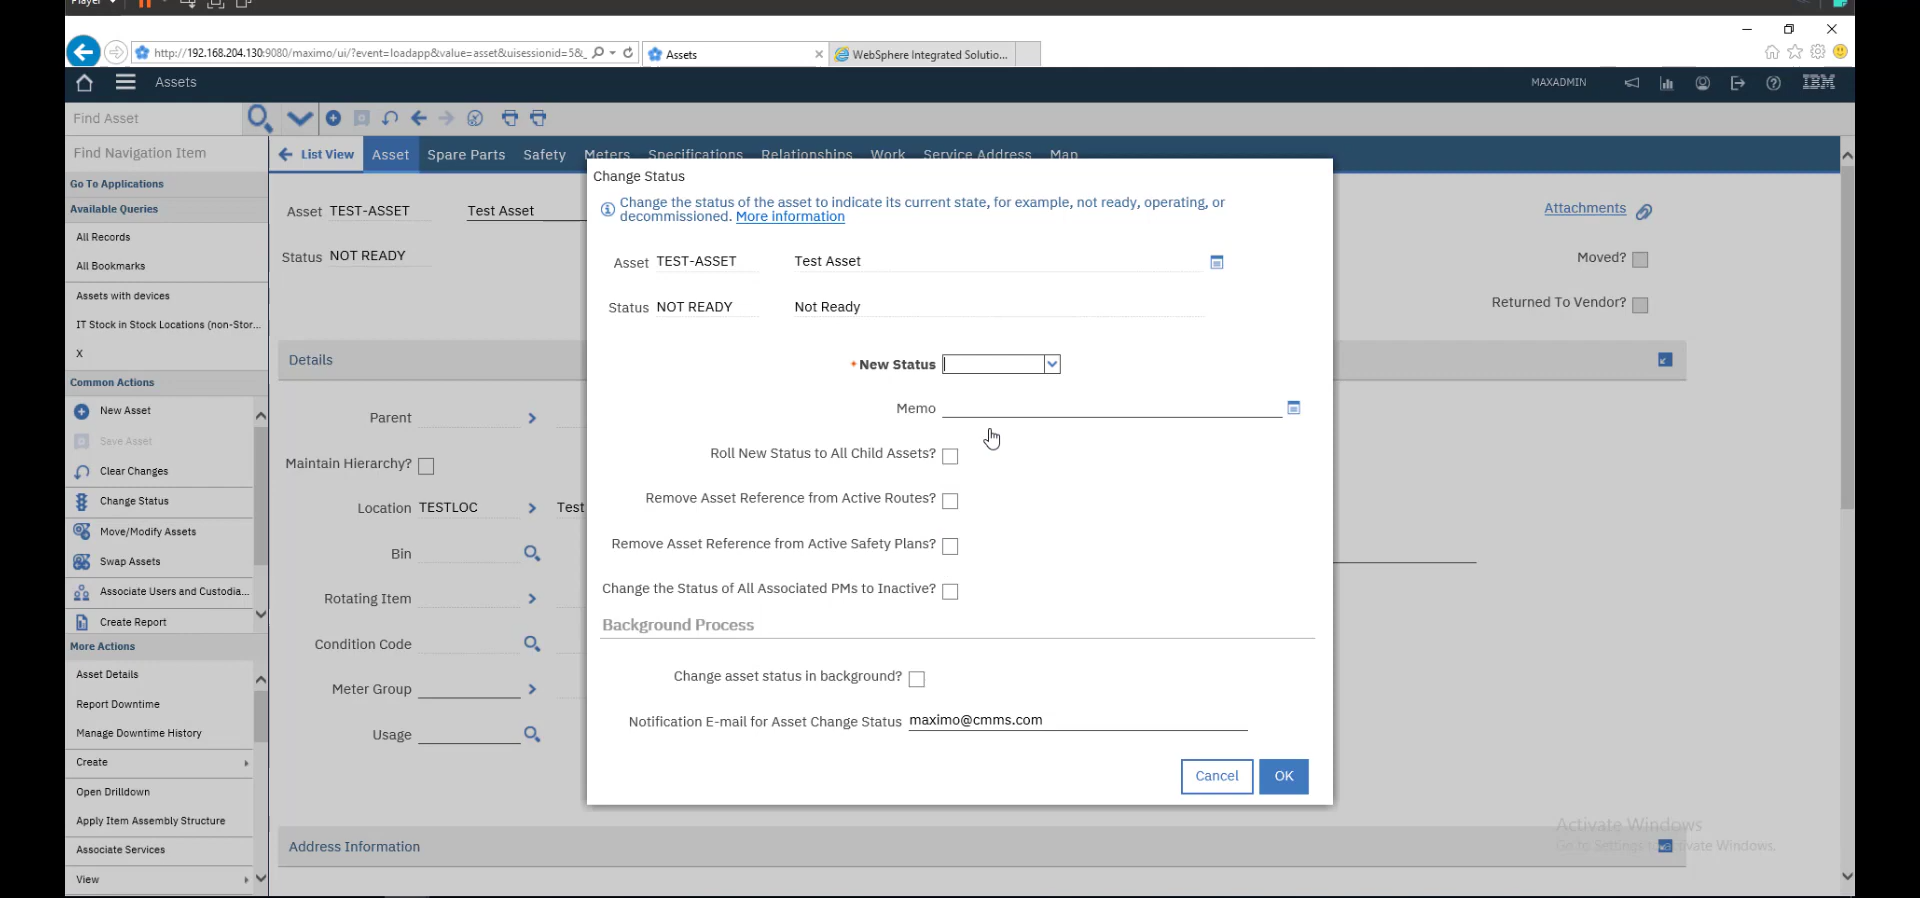 Player
http://192.168.204.130:9080/maximo/ui/?event=loadapp&value=asset&uisessionid=5&_
Assets
WebSphere Integrated Solutio...
Assets
MAXADMIN
IBM
Find Asset
Find Navigation Item
List View
Asset
Spare Parts
Safety
Meters
Specifications
Relationships
Work
Service Address
Map
Go To Applications
Available Queries
All Records
All Bookmarks
Assets with devices
IT Stock in Stock Locations (non-Stor...
X
Common Actions
New Asset
Save Asset
Clear Changes
Change Status
Move/Modify Assets
Swap Assets
Associate Users and Custodia...
Create Report
More Actions
Asset Details
Report Downtime
Manage Downtime History
Create
Open Drilldown
Apply Item Assembly Structure
Associate Services
View
Asset TEST-ASSET Test Asset
Status NOT READY
Attachments
Moved?
Returned To Vendor?
Details
Parent
Maintain Hierarchy?
Location TESTLOC Test
Bin
Rotating Item
Condition Code
Meter Group
Usage
Address Information
Change Status
Change the status of the asset to indicate its current state, for example, not ready, operating, or
decommissioned. More information
Asset TEST-ASSET Test Asset
Status NOT READY Not Ready
*New Status
Memo
Roll New Status to All Child Assets?
Remove Asset Reference from Active Routes?
Remove Asset Reference from Active Safety Plans?
Change the Status of All Associated PMs to Inactive?
Background Process
Change asset status in background?
Notification E-mail for Asset Change Status maximo@cmms.com
Cancel
OK
Activate Windows
Go to Settings to activate Windows.